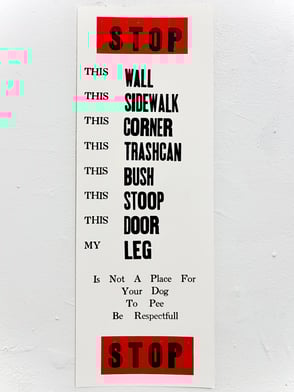 STOP
THIS WALL
THIS SIDEWALK
THIS CORNER
THIS TRASHCAN
THIS BUSH
THIS STOOP
THIS DOOR
MY LEG
Is Not A Place For
Your Dog
To Pee
Be Respectfull
STOP